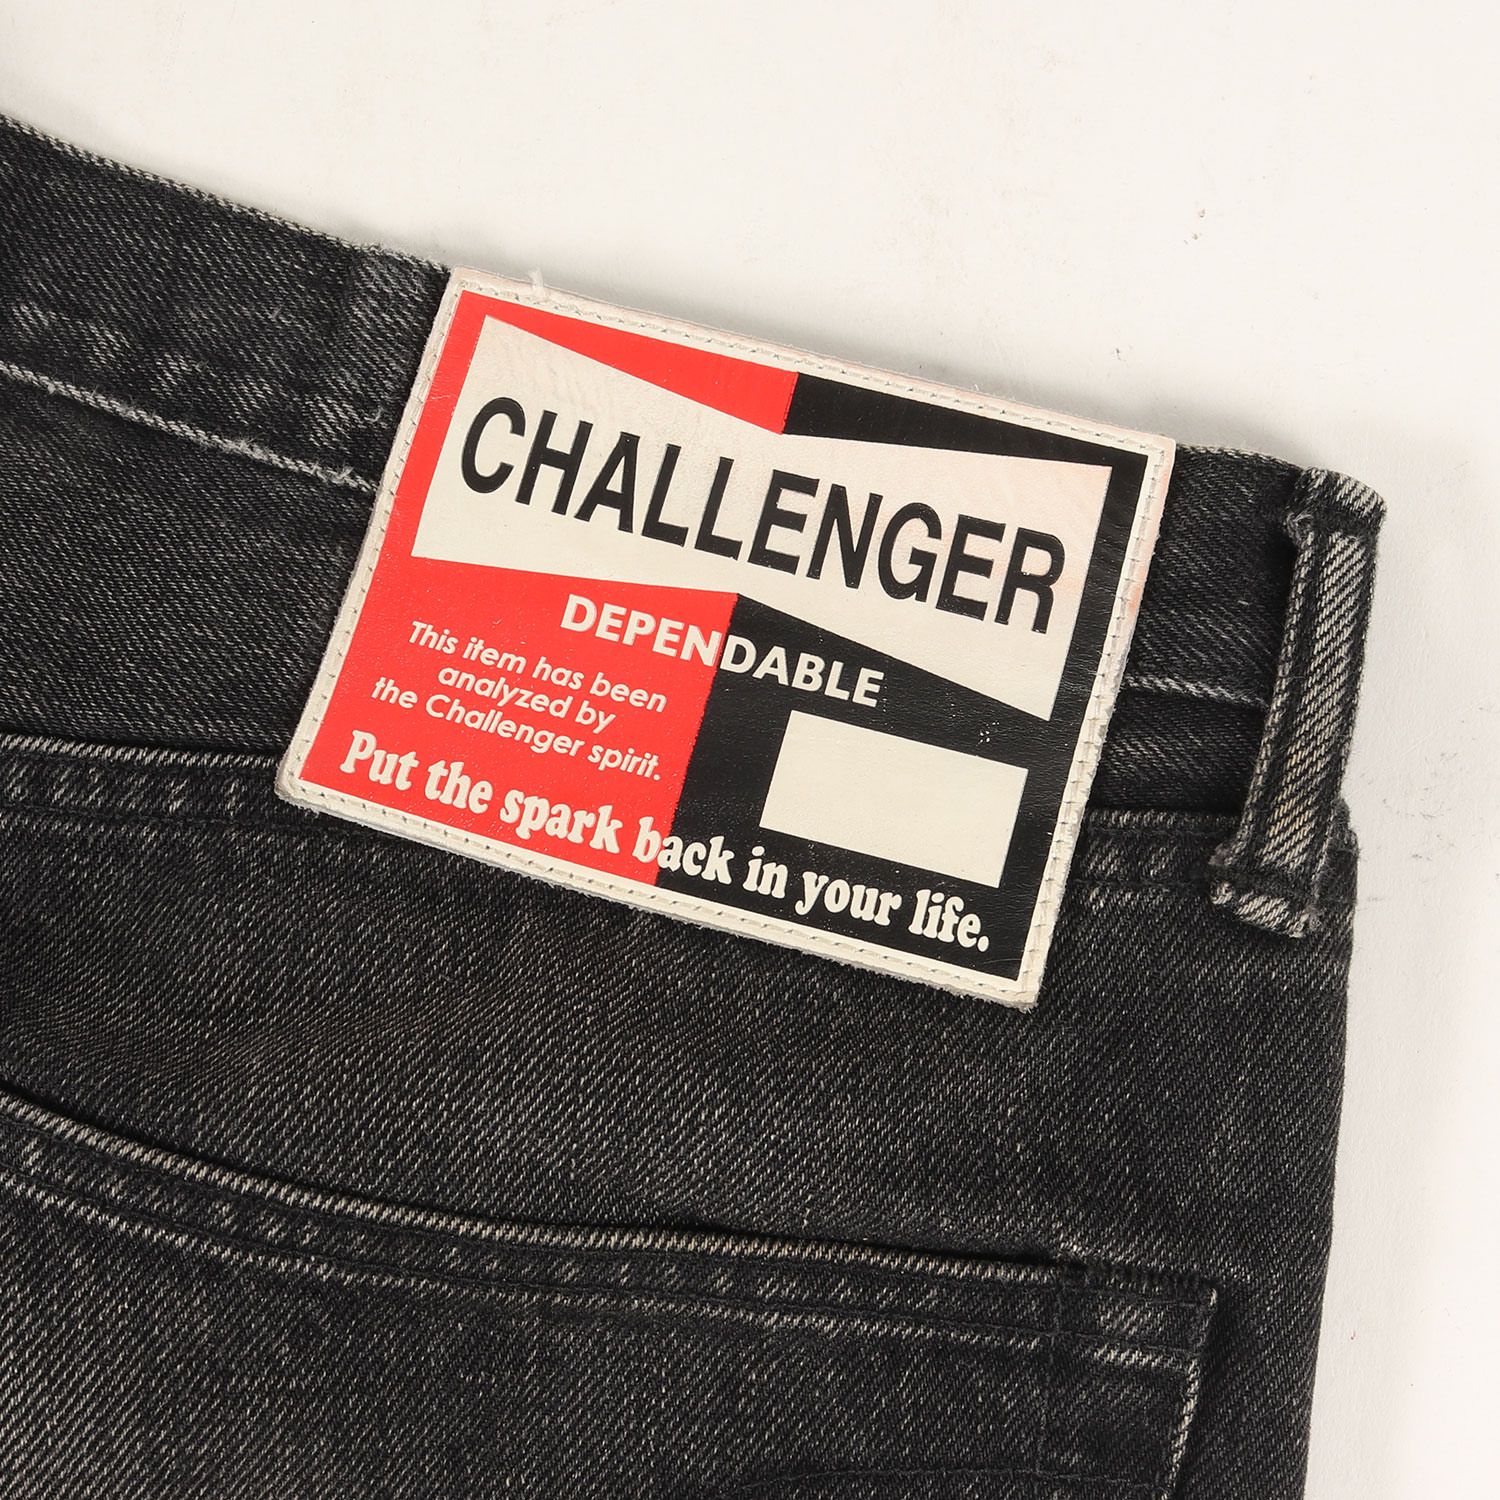 CHALLENGER
DEPENDABLE
This item has been
analyzed by
the Challenger spirit.
Put the spark back in your life.